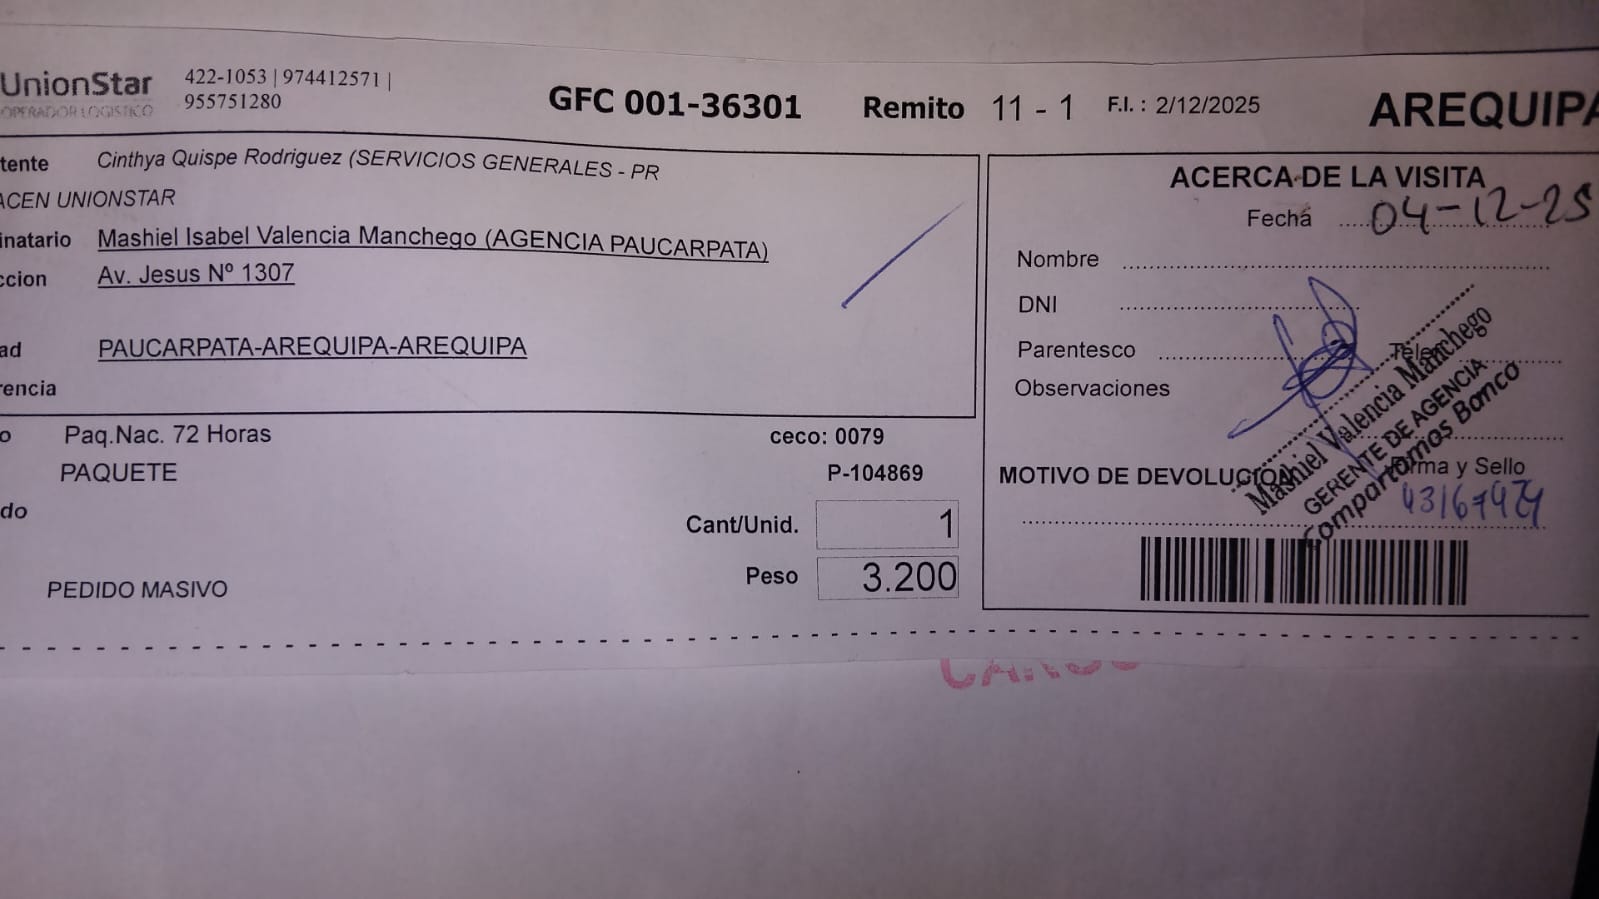 UnionStar
OPERADOR LOGISTICO
422-1053 | 974412571 |
955751280
GFC 001-36301
Remito 11 - 1
F.I. : 2/12/2025
AREQUIPA
tente Cinthya Quispe Rodriguez (SERVICIOS GENERALES - PR
ACEN UNIONSTAR
inatario Mashiel Isabel Valencia Manchego (AGENCIA PAUCARPATA)
ccion Av. Jesus Nº 1307
ad PAUCARPATA-AREQUIPA-AREQUIPA
rencia
o Paq.Nac. 72 Horas
ceco: 0079
PAQUETE
P-104869
do
Cant/Unid. 1
Peso 3.200
PEDIDO MASIVO
ACERCA DE LA VISITA
Fecha 04-12-25
Nombre
DNI
Parentesco
Observaciones
Mashiel Valencia Manchego
GERENTE DE AGENCIA
Compartamos Banco
MOTIVO DE DEVOLUCION
Firma y Sello